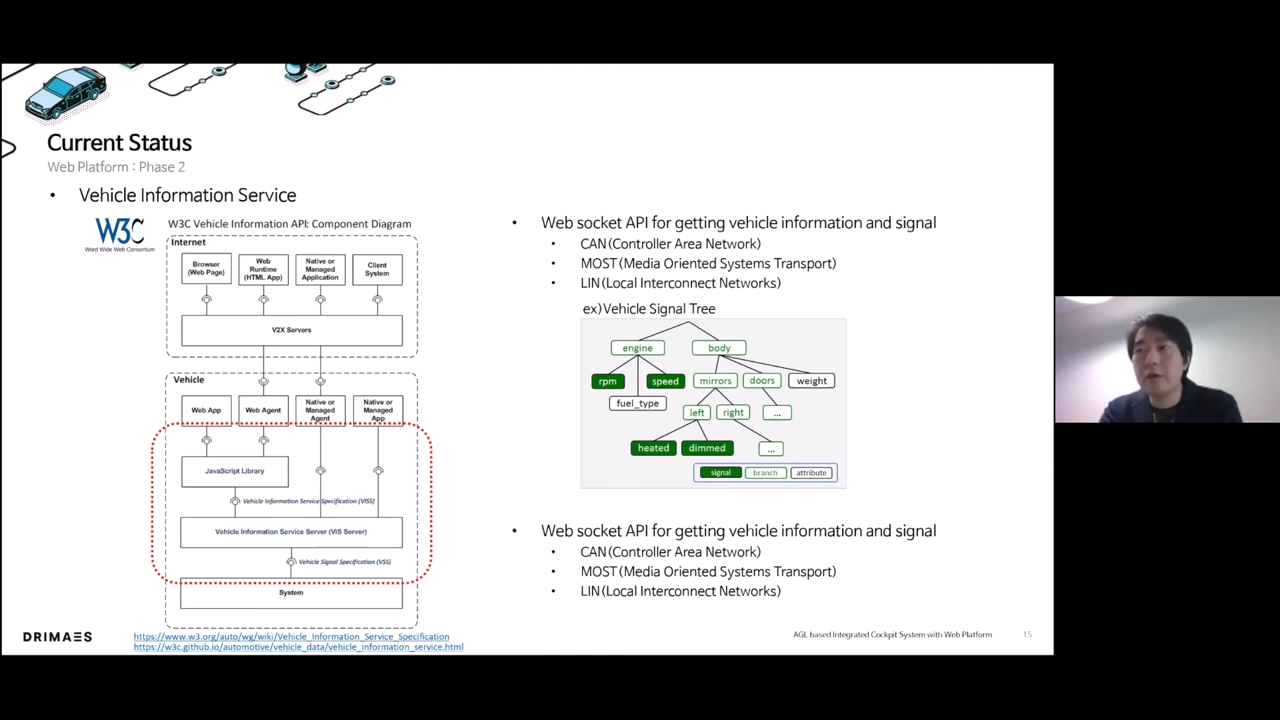 Current Status
Web Platform : Phase 2
• Vehicle Information Service
W3C
Word Wide Web Consortium
W3C Vehicle Information API: Component Diagram
Internet
Browser (Web Page)
Web Runtime (HTML App)
Native or Managed Application
Client System
V2X Servers
Vehicle
Web App
Web Agent
Native or Managed Agent
Native or Managed App
JavaScript Library
Vehicle Information Service Specification (VISS)
Vehicle Information Service Server (VIS Server)
Vehicle Signal Specification (VSS)
System
• Web socket API for getting vehicle information and signal
• CAN(Controller Area Network)
• MOST(Media Oriented Systems Transport)
• LIN(Local Interconnect Networks)
ex)Vehicle Signal Tree
engine
body
rpm
speed
mirrors
doors
weight
fuel_type
left
right
...
heated
dimmed
...
signal
branch
attribute
• Web socket API for getting vehicle information and signal
• CAN(Controller Area Network)
• MOST(Media Oriented Systems Transport)
• LIN(Local Interconnect Networks)
DRIMAES
https://www.w3.org/auto/wg/wiki/Vehicle_Information_Service_Specification
https://w3c.github.io/automotive/vehicle_data/vehicle_information_service.html
AGL based Integrated Cockpit System with Web Platform
15